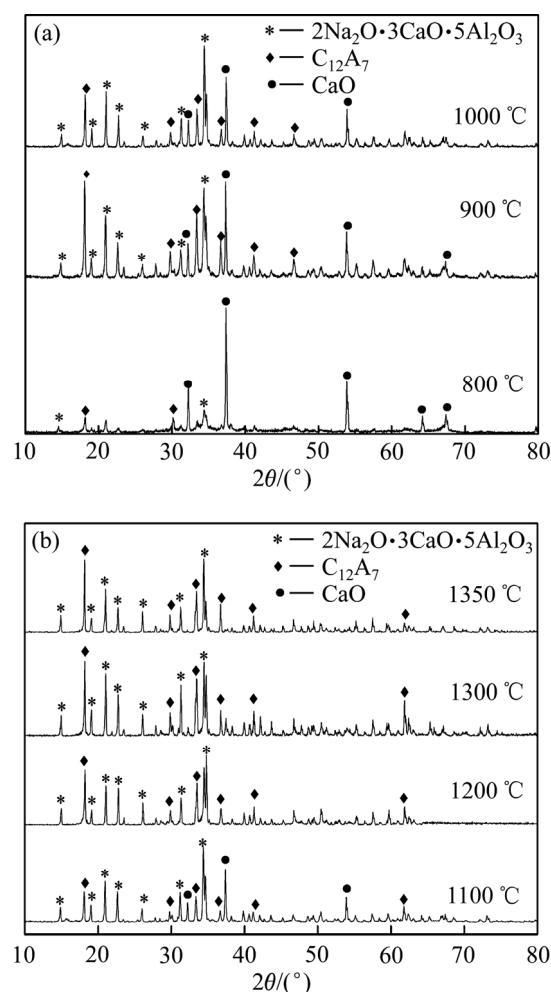 (a)
* — 2Na₂O•3CaO•5Al₂O₃
♦ — C₁₂A₇
● — CaO
1000 ℃
900 ℃
800 ℃
10 20 30 40 50 60 70 80
2θ/(°)
(b)
* — 2Na₂O•3CaO•5Al₂O₃
♦ — C₁₂A₇
● — CaO
1350 ℃
1300 ℃
1200 ℃
1100 ℃
10 20 30 40 50 60 70 80
2θ/(°)